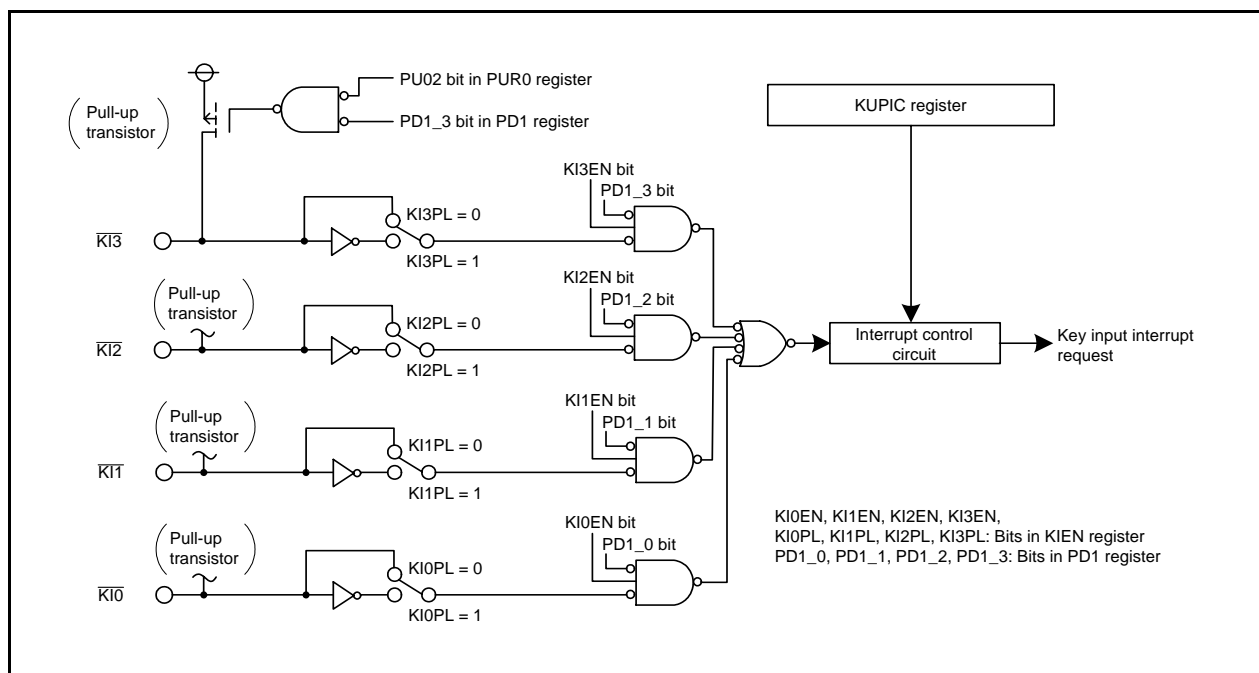 PU02 bit in PUR0 register
Pull-up
transistor
PD1_3 bit in PD1 register
KUPIC register
KI3EN bit
PD1_3 bit
KI3PL = 0
KI3
KI3PL = 1
Pull-up
transistor
KI2EN bit
PD1_2 bit
KI2PL = 0
KI2
KI2PL = 1
Interrupt control
circuit
Key input interrupt
request
Pull-up
transistor
KI1EN bit
PD1_1 bit
KI1PL = 0
KI1
KI1PL = 1
Pull-up
transistor
KI0EN bit
PD1_0 bit
KI0PL = 0
KI0
KI0PL = 1
KI0EN, KI1EN, KI2EN, KI3EN,
KI0PL, KI1PL, KI2PL, KI3PL: Bits in KIEN register
PD1_0, PD1_1, PD1_2, PD1_3: Bits in PD1 register